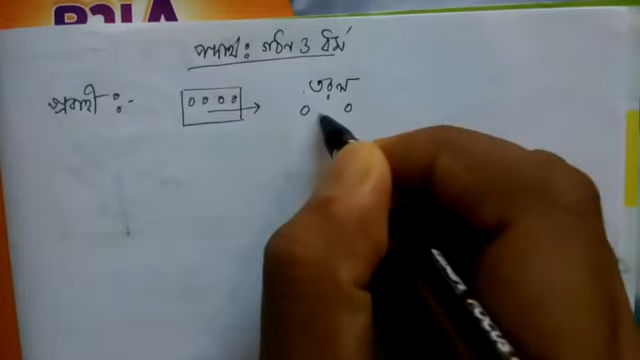 পদার্থঃ গঠন ও ধর্ম
তরল
প্রবাহী :-